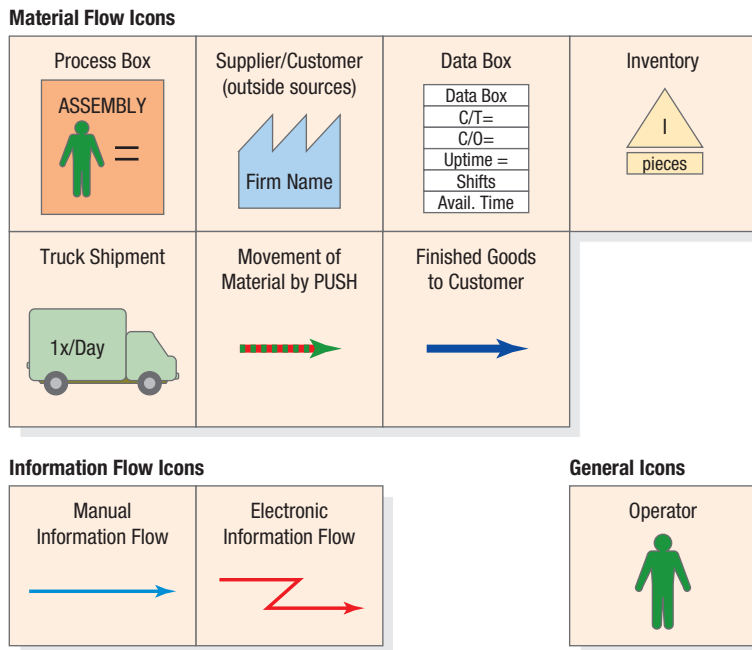 Material Flow Icons
Process Box
ASSEMBLY
=
Supplier/Customer
(outside sources)
Firm Name
Data Box
Data Box
C/T=
C/O=
Uptime =
Shifts
Avail. Time
Inventory
I
pieces
Truck Shipment
1x/Day
Movement of
Material by PUSH
Finished Goods
to Customer
Information Flow Icons
Manual
Information Flow
Electronic
Information Flow
General Icons
Operator